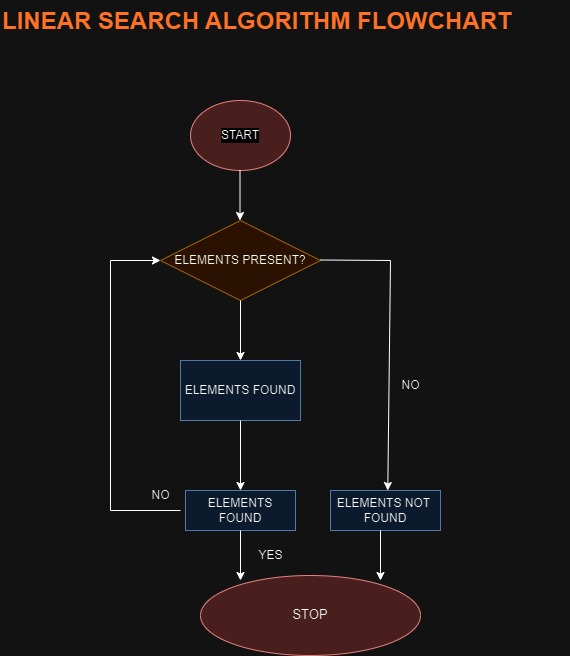 LINEAR SEARCH ALGORITHM FLOWCHART
START
ELEMENTS PRESENT?
ELEMENTS FOUND
NO
NO
ELEMENTS
FOUND
ELEMENTS NOT
FOUND
YES
STOP